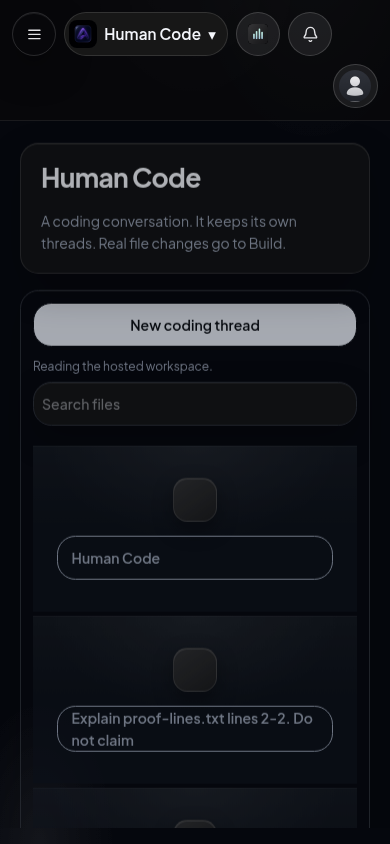 Human Code ▾
Human Code
A coding conversation. It keeps its own
threads. Real file changes go to Build.
New coding thread
Reading the hosted workspace.
Search files
Human Code
Explain proof-lines.txt lines 2-2. Do
not claim